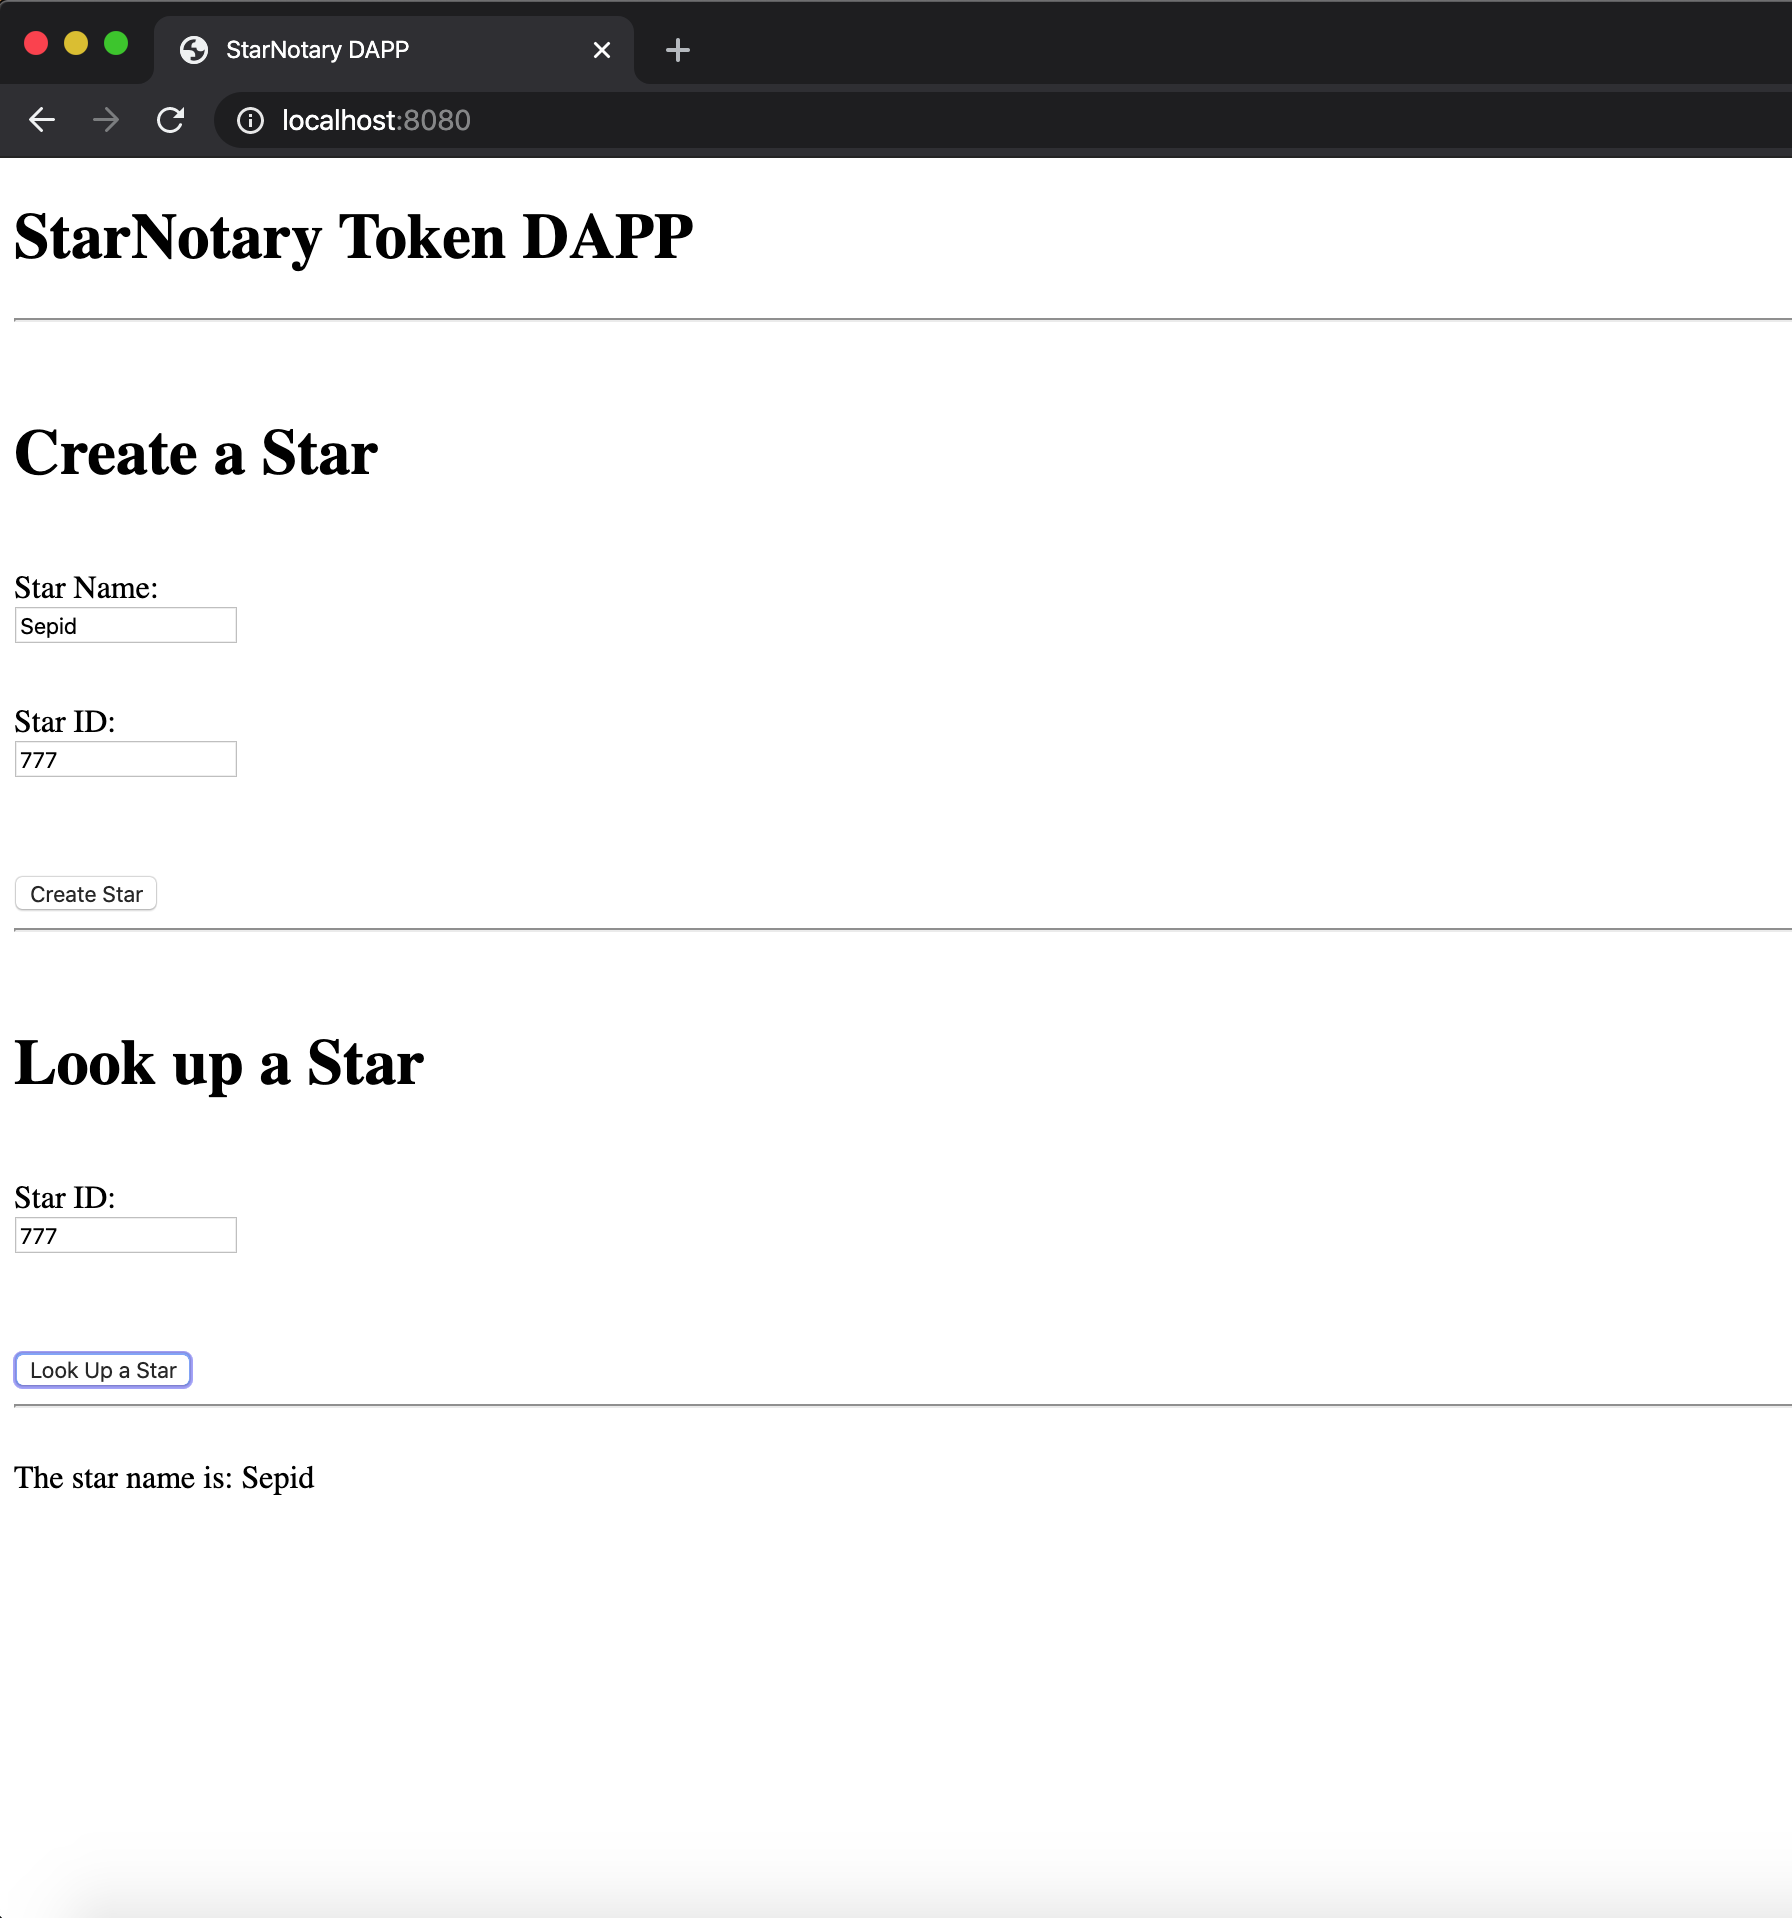 StarNotary DAPP
localhost:8080
StarNotary Token DAPP
Create a Star
Star Name:
Sepid
Star ID:
777
Create Star
Look up a Star
Star ID:
777
Look Up a Star
The star name is: Sepid